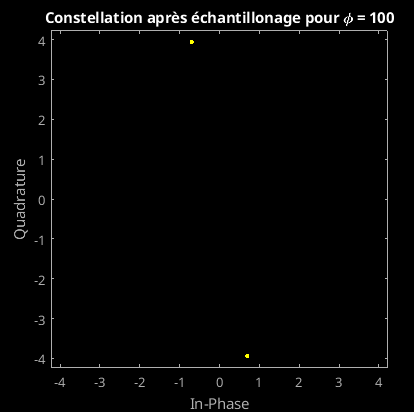 Constellation après échantillonage pour ϕ = 100
4
3
2
1
0
-1
-2
-3
-4
Quadrature
-4 -3 -2 -1 0 1 2 3 4
In-Phase